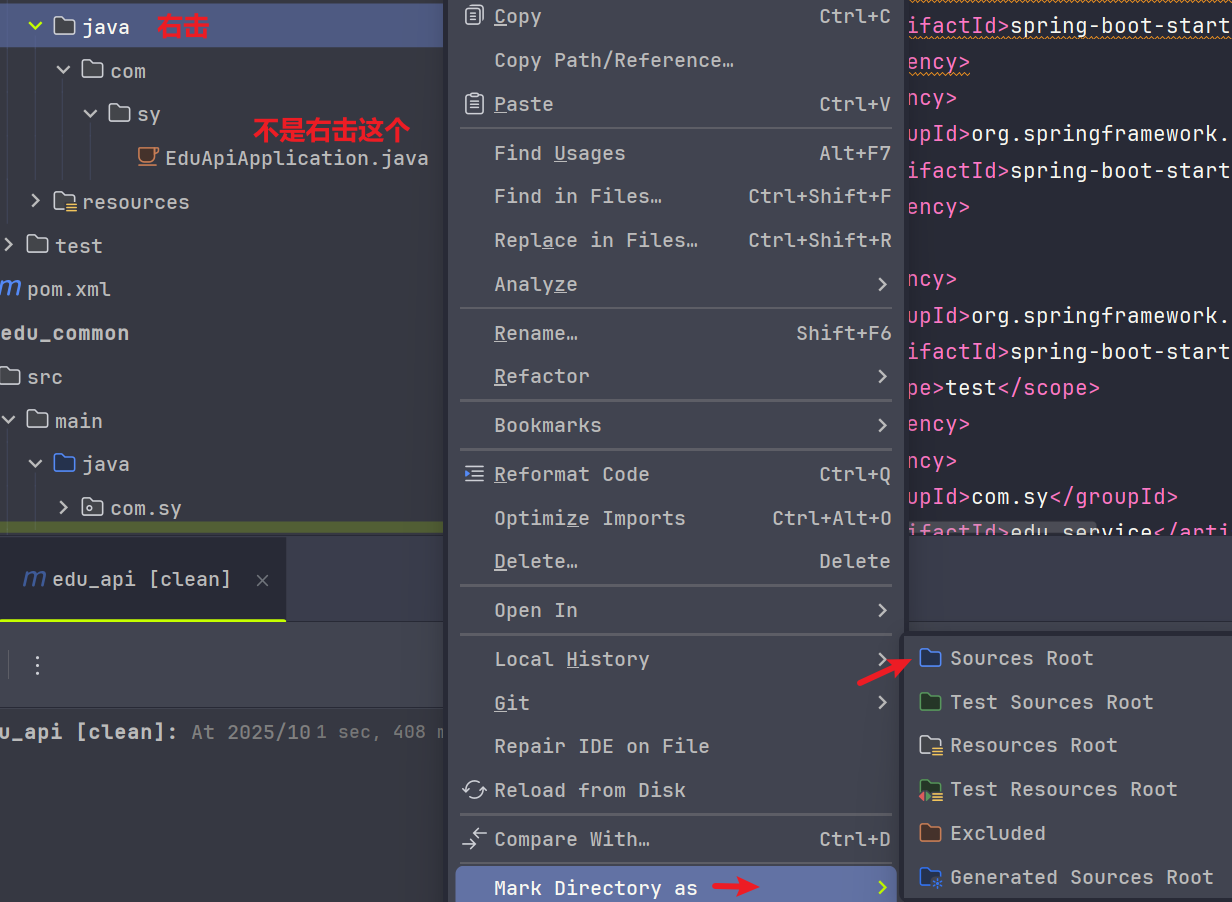 java 右击
com
sy
不是右击这个
EduApiApplication.java
resources
test
m pom.xml
edu_common
src
main
java
com.sy
m edu_api [clean] ×
u_api [clean]: At 2025/10 1 sec, 408 m
Copy Ctrl+C
Copy Path/Reference…
Paste Ctrl+V
Find Usages Alt+F7
Find in Files… Ctrl+Shift+F
Replace in Files… Ctrl+Shift+R
Analyze
Rename… Shift+F6
Refactor
Bookmarks
Reformat Code Ctrl+Q
Optimize Imports Ctrl+Alt+O
Delete… Delete
Open In
Local History
Git
Repair IDE on File
Reload from Disk
Compare With… Ctrl+D
Mark Directory as
Sources Root
Test Sources Root
Resources Root
Test Resources Root
Excluded
Generated Sources Root
ifactId>spring-boot-start
ency>
ncy>
upId>org.springframework.
ifactId>spring-boot-start
ency>
ncy>
upId>org.springframework.
ifactId>spring-boot-start
pe>test</scope>
ency>
ncy>
upId>com.sy</groupId>
ifactId>edu_service</arti